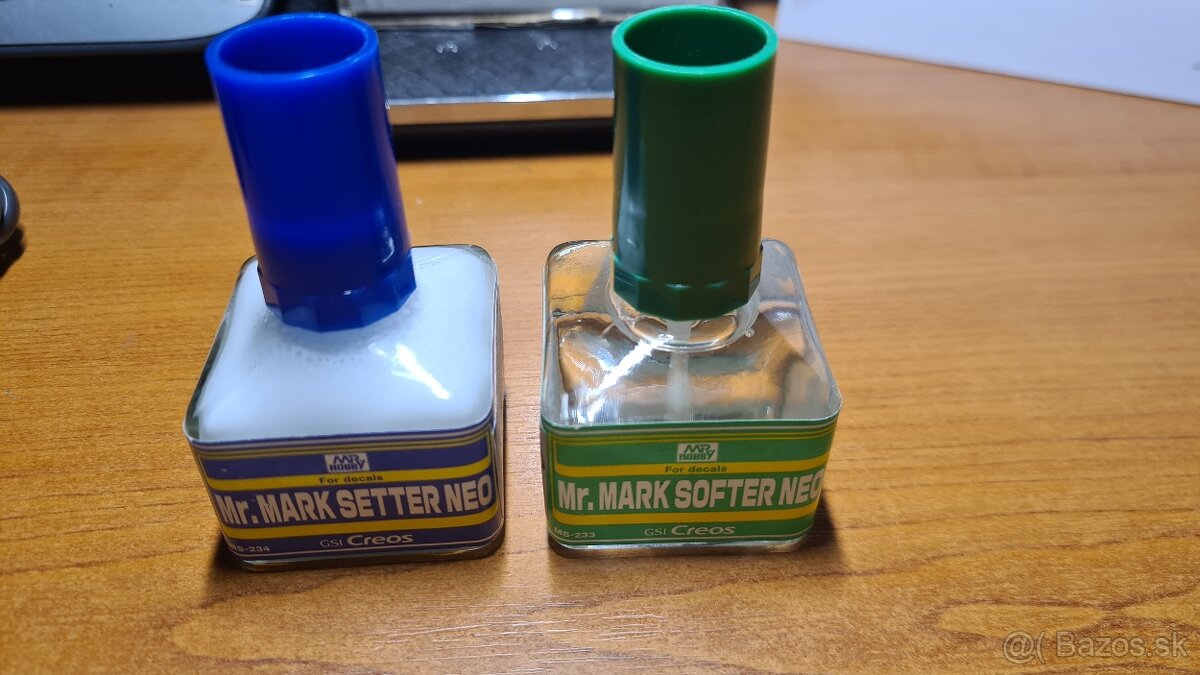 MR
HOBBY
For decals
Mr. MARK SETTER NEO
MS-234
GSI Creos
MR
HOBBY
For decals
Mr. MARK SOFTER NEO
MS-233
GSI Creos
@( Bazos.sk